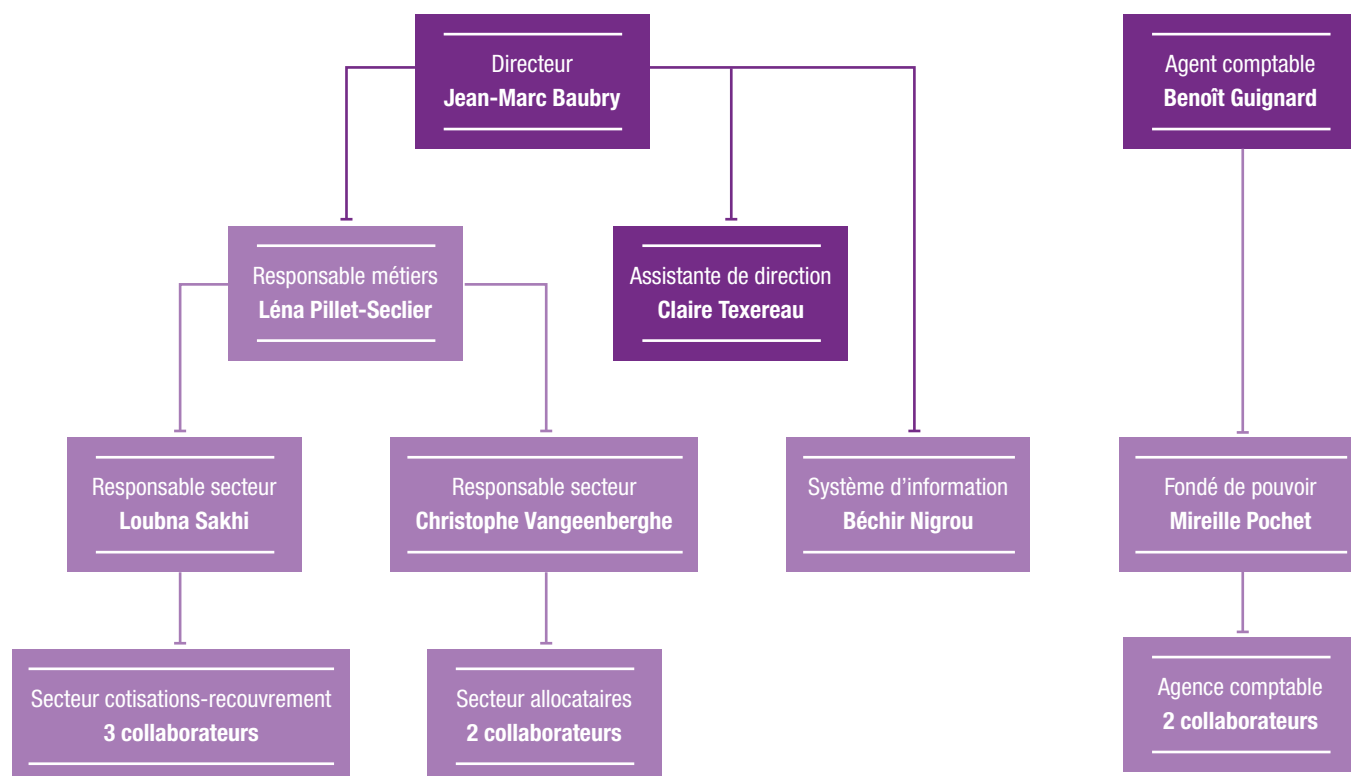 Directeur
Jean-Marc Baubry
Agent comptable
Benoît Guignard
Responsable métiers
Léna Pillet-Seclier
Assistante de direction
Claire Texereau
Responsable secteur
Loubna Sakhi
Responsable secteur
Christophe Vangeenberghe
Système d’information
Béchir Nigrou
Fondé de pouvoir
Mireille Pochet
Secteur cotisations-recouvrement
3 collaborateurs
Secteur allocataires
2 collaborateurs
Agence comptable
2 collaborateurs